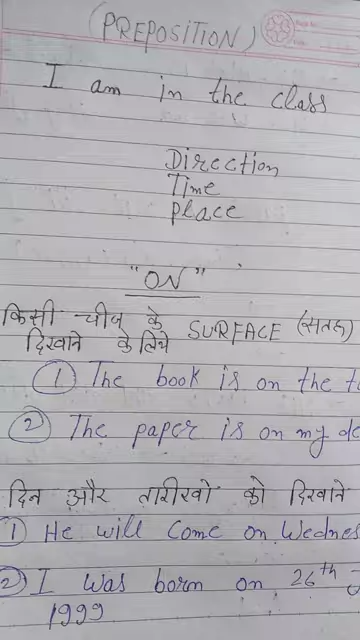 (PREPOSITION)
I am in the class
Direction
Time
Place
"ON"
किसी चीज के SURFACE (सतह)
दिखाने के लिये
① The book is on the
② The paper is on my
दिन और तारीखो को दिखाने
① He will come on Wednes
② I was born on 26th
1999